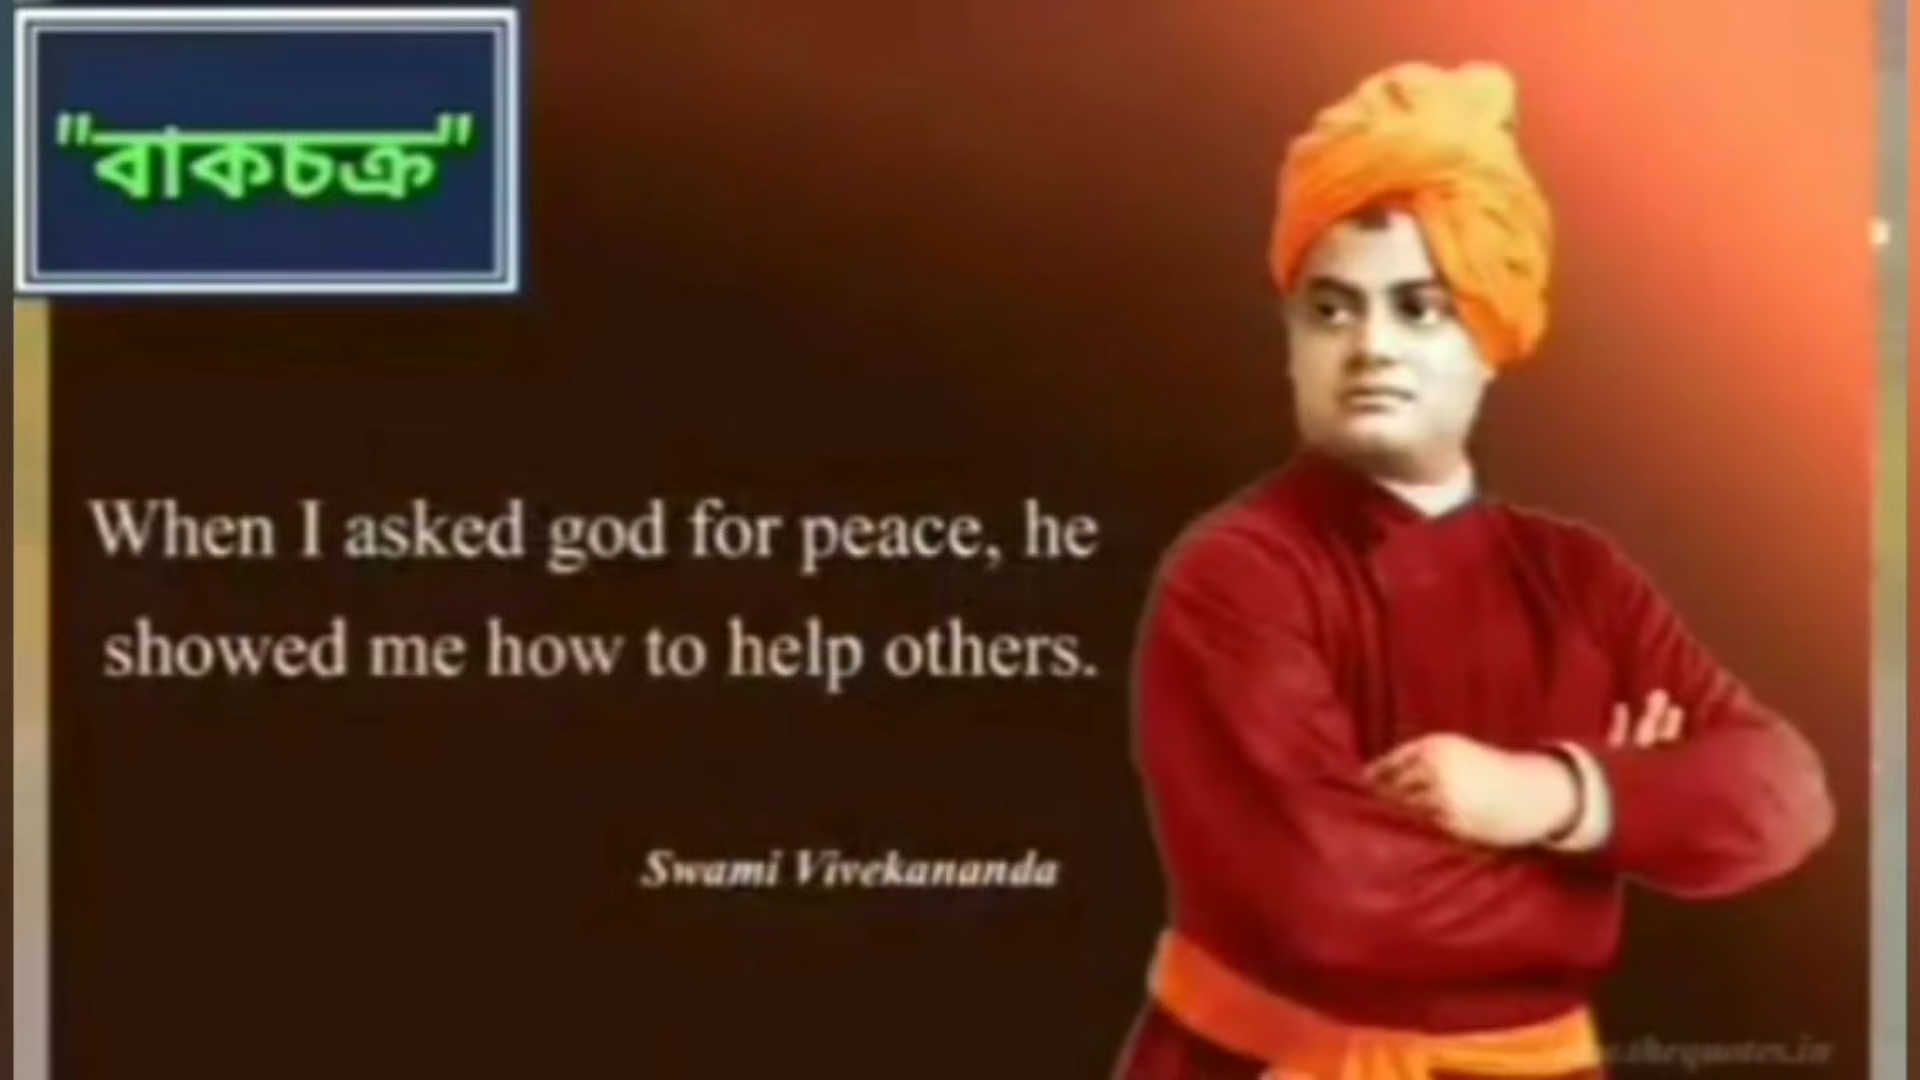 "বাকচক্র"
When I asked god for peace, he
showed me how to help others.
Swami Vivekananda